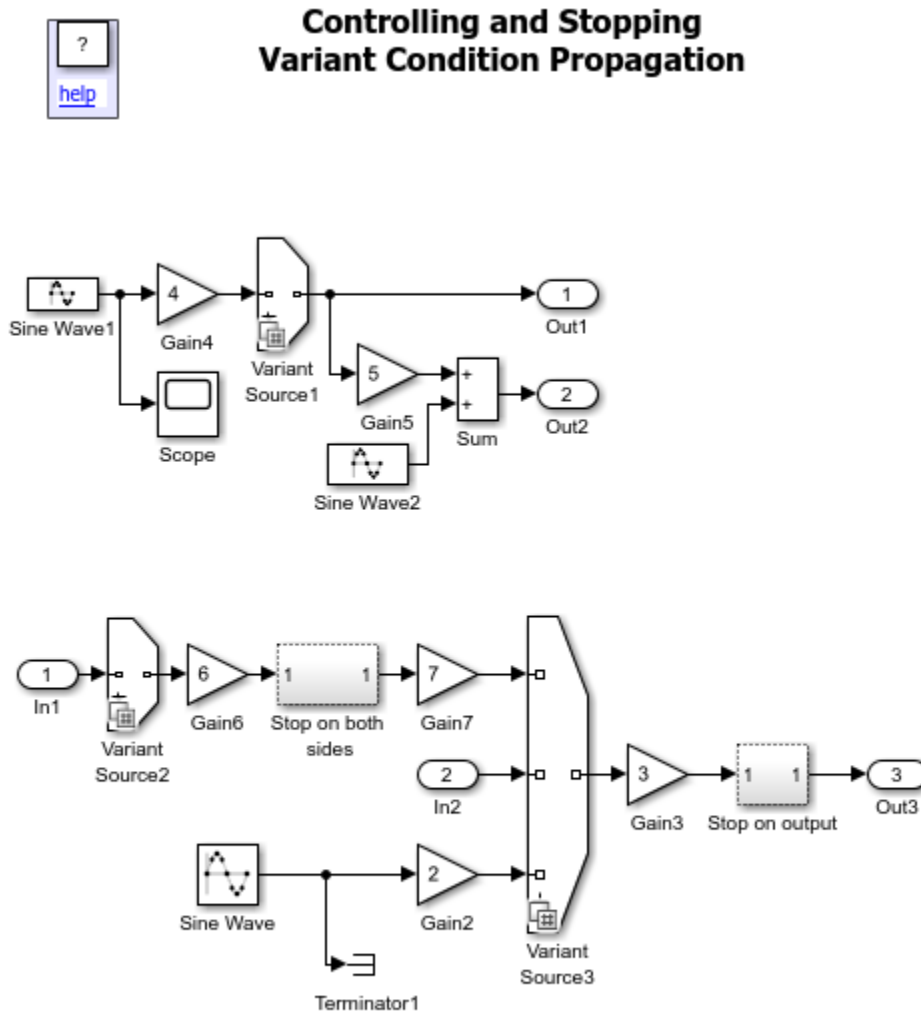 Controlling and Stopping
Variant Condition Propagation
?
help
Sine Wave1
4
Gain4
Scope
Variant
Source1
1
Out1
5
Gain5
+
+
Sum
2
Out2
Sine Wave2
1
In1
Variant
Source2
6
Gain6
1 1
Stop on both
sides
7
Gain7
2
In2
Sine Wave
2
Gain2
Terminator1
Variant
Source3
3
Gain3
1 1
Stop on output
3
Out3